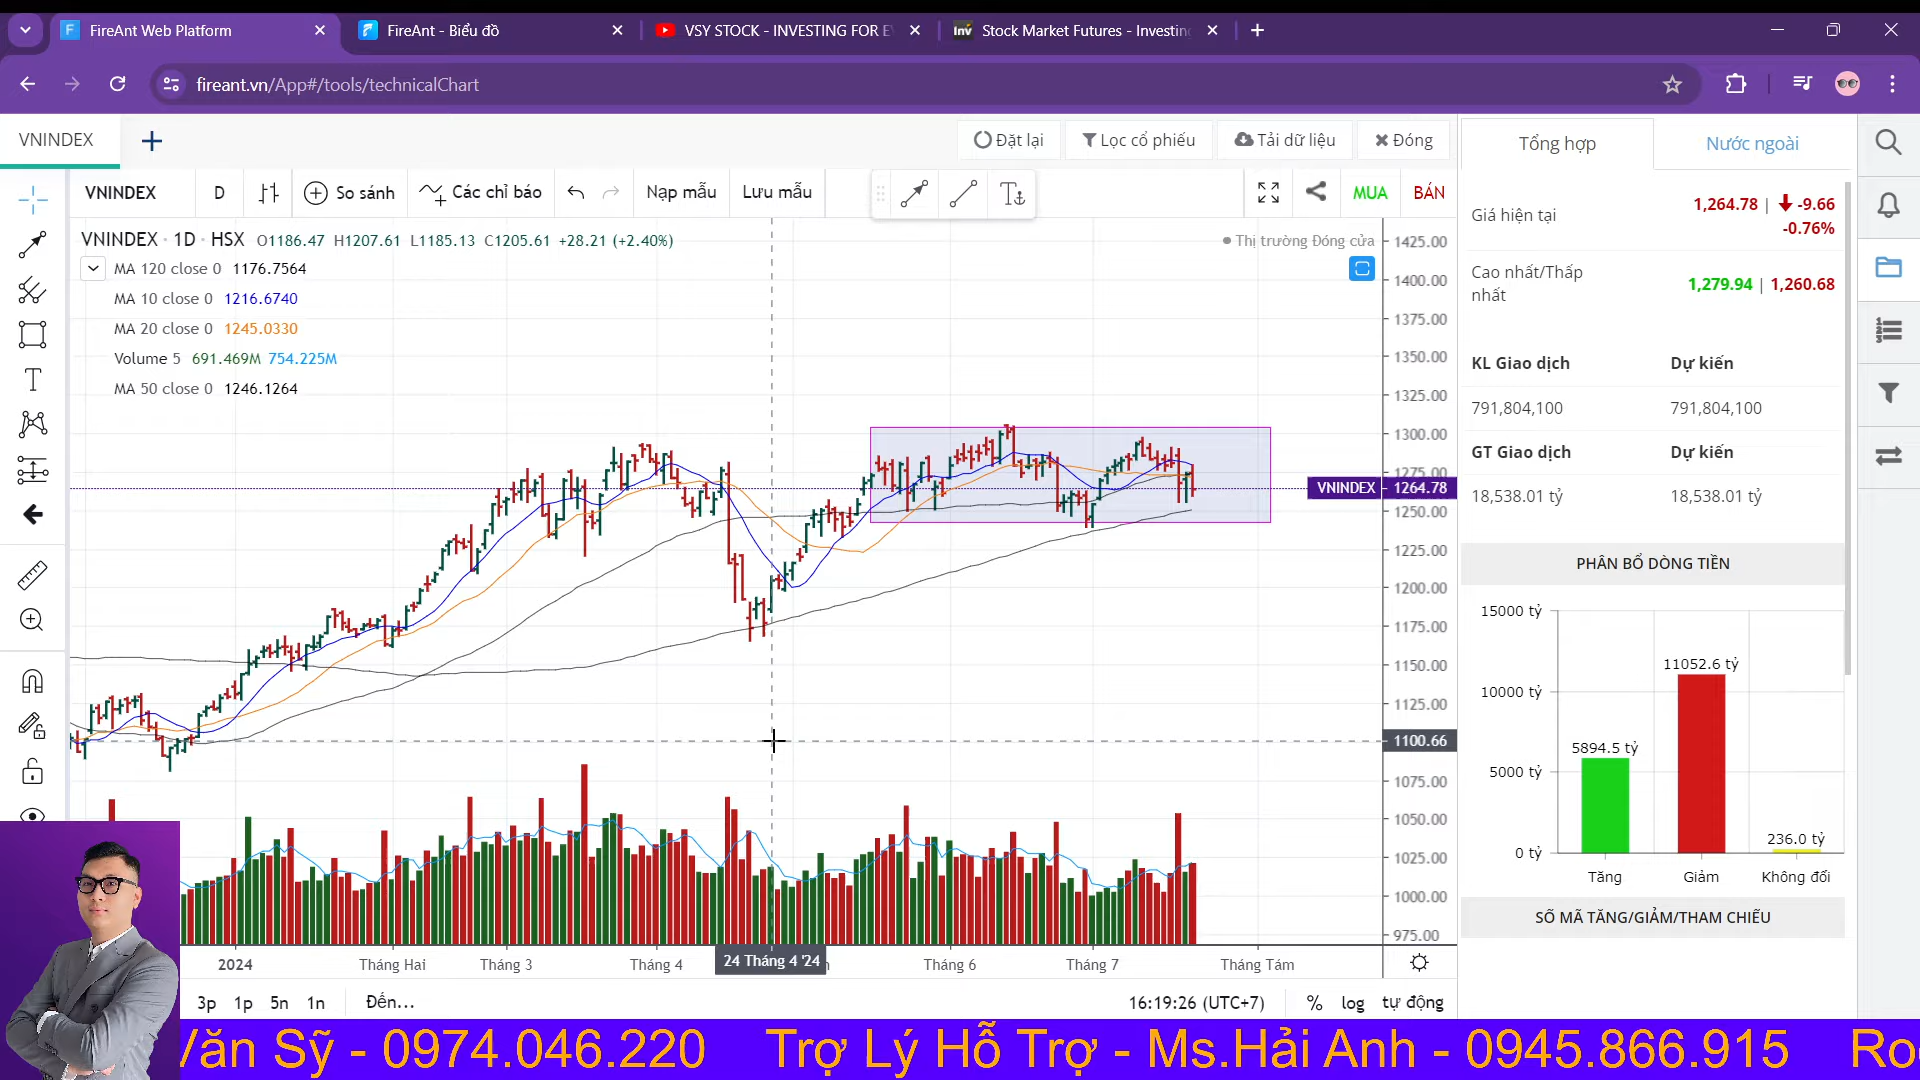 FireAnt Web Platform
FireAnt - Biểu đồ
VSY STOCK - INVESTING FOR E
Stock Market Futures - Investing
fireant.vn/App#/tools/technicalChart
VNINDEX
Đặt lại
Lọc cổ phiếu
Tải dữ liệu
Đóng
Tổng hợp
Nước ngoài
VNINDEX
D
So sánh
Các chỉ báo
Nạp mẫu
Lưu mẫu
MUA
BÁN
VNINDEX · 1D · HSX O1186.47 H1207.61 L1185.13 C1205.61 +28.21 (+2.40%)
Thị trường Đóng cửa
MA 120 close 0 1176.7564
MA 10 close 0 1216.6740
MA 20 close 0 1245.0330
Volume 5 691.469M 754.225M
MA 50 close 0 1246.1264
1425.00
1400.00
1375.00
1350.00
1325.00
1300.00
1275.00
VNINDEX 1264.78
1250.00
1225.00
1200.00
1175.00
1150.00
1125.00
1100.66
1075.00
1050.00
1025.00
1000.00
975.00
2024
Tháng Hai
Tháng 3
Tháng 4
24 Tháng 4 '24
Tháng 6
Tháng 7
Tháng Tám
3p 1p 5n 1n
Đến...
16:19:26 (UTC+7)
% log tự động
Giá hiện tại
1,264.78 | -9.66
-0.76%
Cao nhất/Thấp nhất
1,279.94 | 1,260.68
KL Giao dịch
Dự kiến
791,804,100
791,804,100
GT Giao dịch
Dự kiến
18,538.01 tỷ
18,538.01 tỷ
PHÂN BỔ DÒNG TIỀN
15000 tỷ
10000 tỷ
5000 tỷ
0 tỷ
5894.5 tỷ
11052.6 tỷ
236.0 tỷ
Tăng
Giảm
Không đổi
SỐ MÃ TĂNG/GIẢM/THAM CHIẾU
Văn Sỹ - 0974.046.220 Trợ Lý Hỗ Trợ - Ms.Hải Anh - 0945.866.915